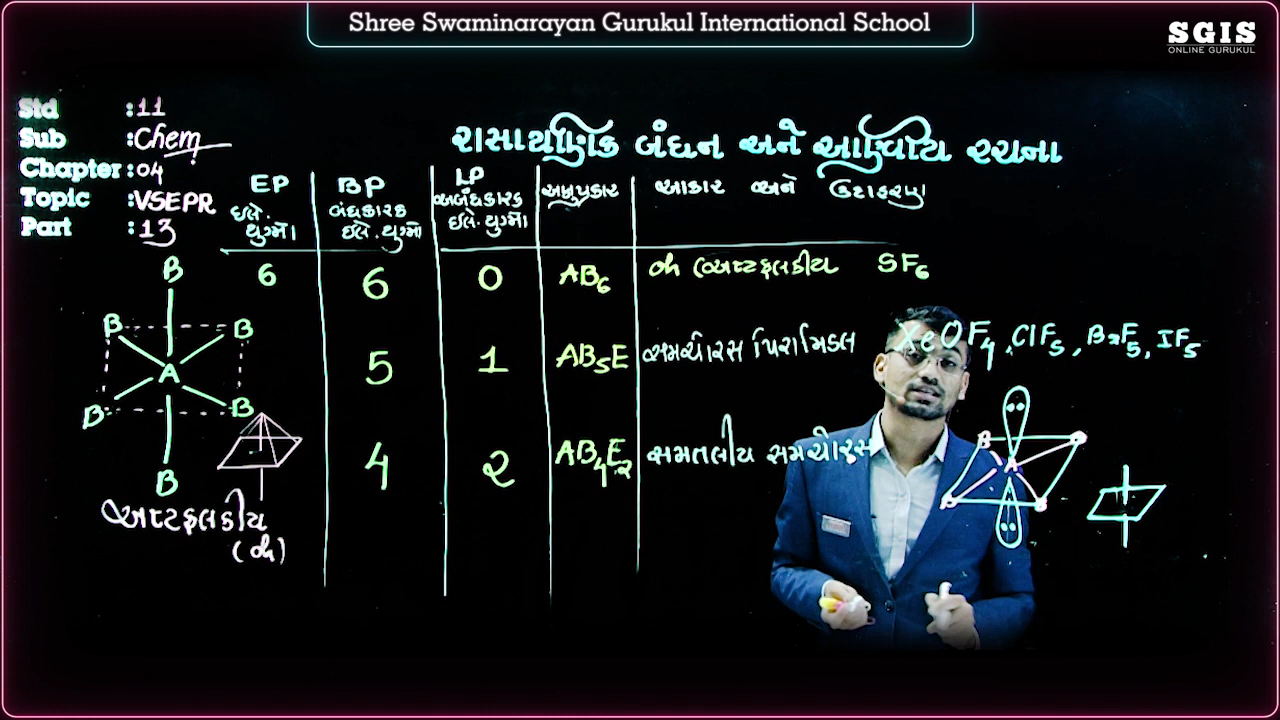 Shree Swaminarayan Gurukul International School
SGIS
ONLINE GURUKUL
Std :11
Sub :Chem
Chapter:04
Topic :VSEPR
Part :13
રાસાયણિક બંધન અને આણ્વીય રચના
EP
ઇલે. યુગ્મો
BP
બંધકારક
ઇલે. યુગ્મો
LP
અબંધકારક
ઇલે. યુગ્મો
અણુપ્રકાર
આકાર અને ઉદાહરણ
6 6 0 AB6 Oh અષ્ટફલકીય SF6
5 1 AB5E સમચોરસ પિરામિડલ XeOF4, ClF5, BrF5, IF5
4 2 AB4E2 સમતલીય સમચોરસ
B
B B
A
B B
B
અષ્ટફલકીય
(Oh)
B
A
B B